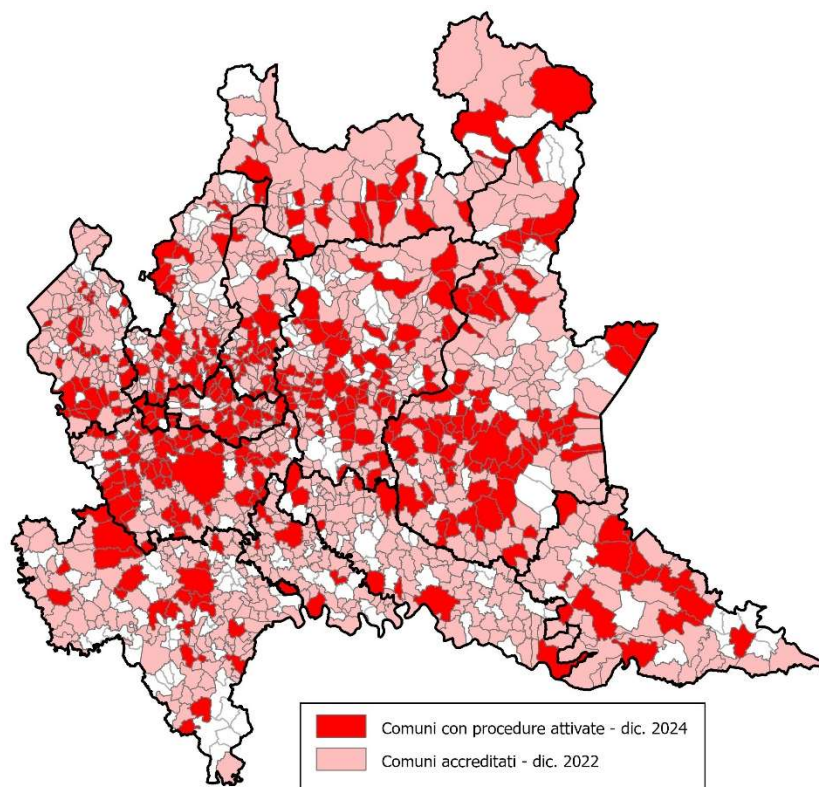 Comuni con procedure attivate - dic. 2024
Comuni accreditati - dic. 2022